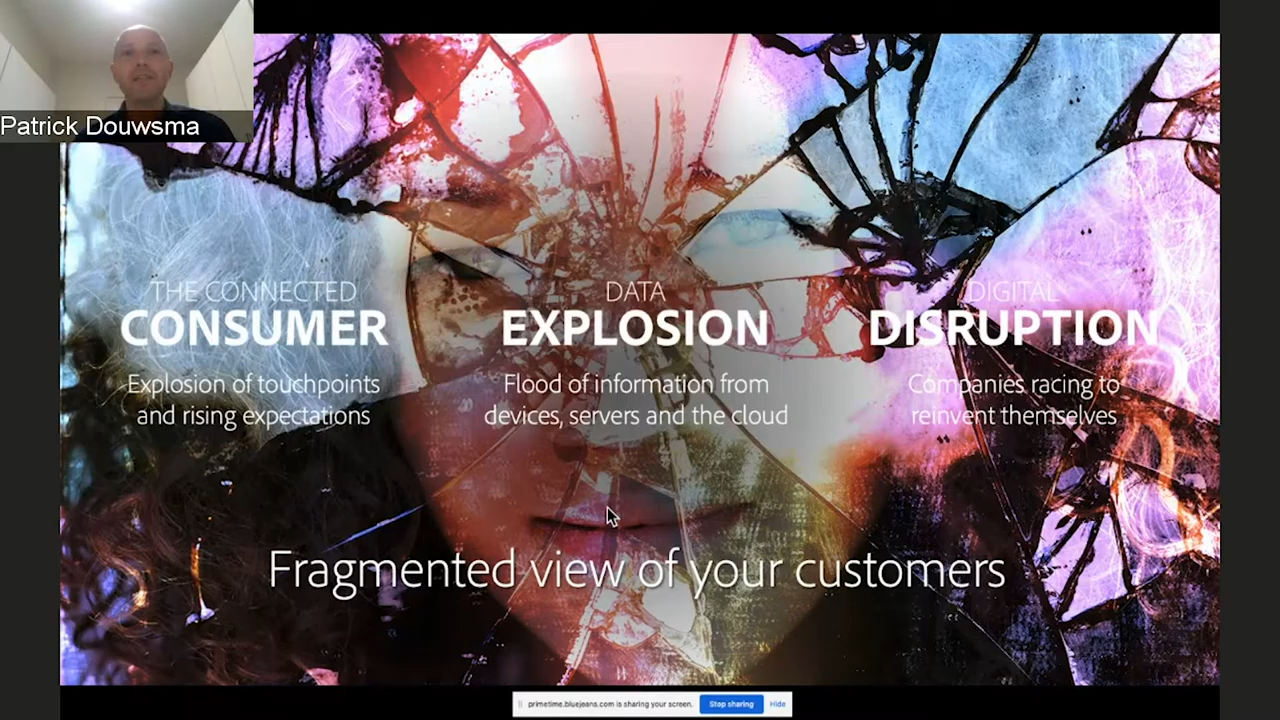 Patrick Douwsma
THE CONNECTED
CONSUMER
Explosion of touchpoints
and rising expectations
DATA
EXPLOSION
Flood of information from
devices, servers and the cloud
DIGITAL
DISRUPTION
Companies racing to
reinvent themselves
Fragmented view of your customers
primetime.bluejeans.com is sharing your screen.
Stop sharing
Hide